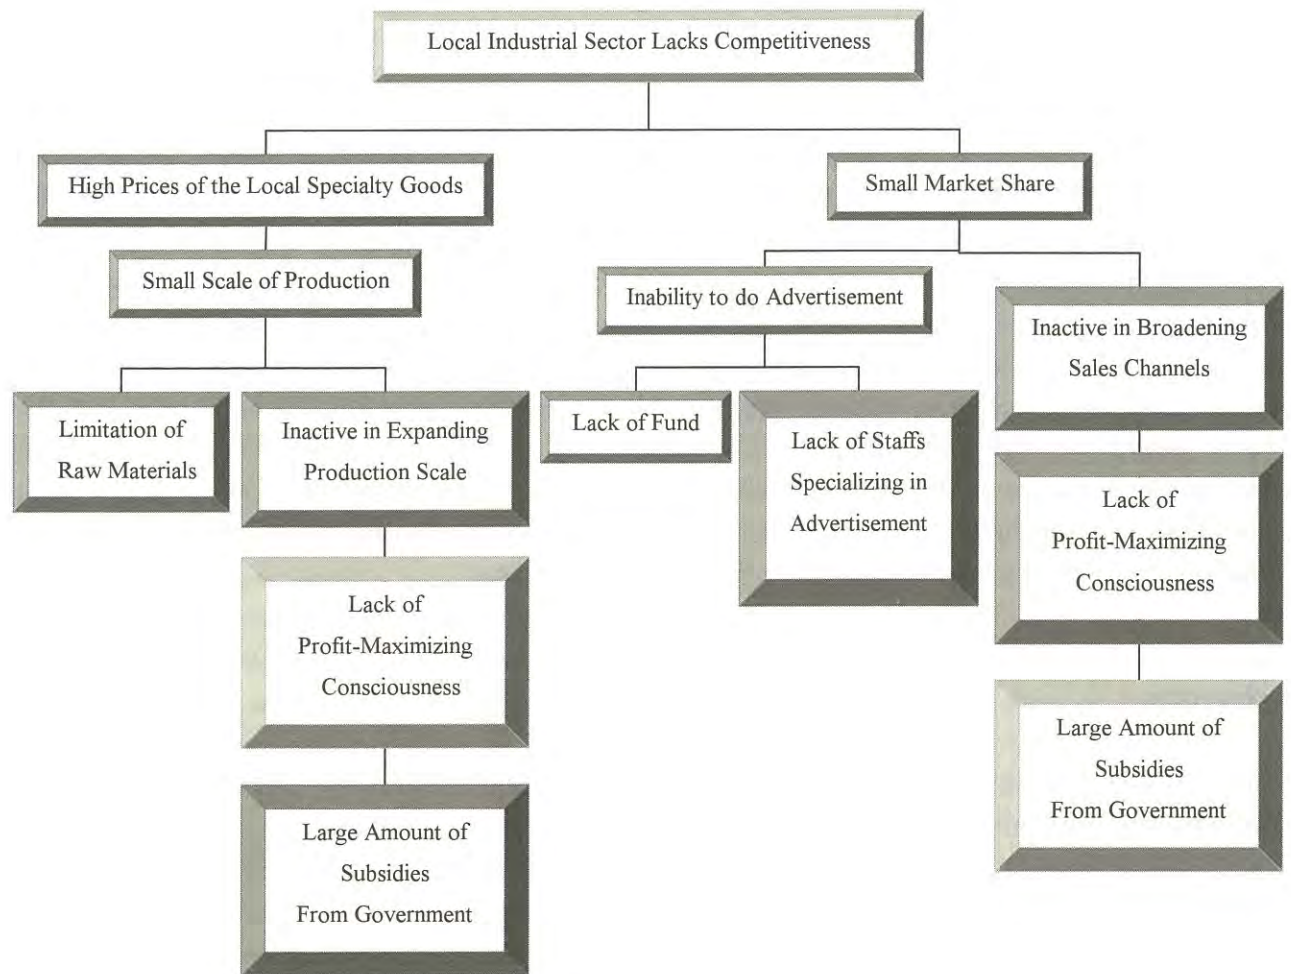 Local Industrial Sector Lacks Competitiveness
High Prices of the Local Specialty Goods
Small Market Share
Small Scale of Production
Inability to do Advertisement
Inactive in Broadening
Sales Channels
Limitation of
Raw Materials
Inactive in Expanding
Production Scale
Lack of Fund
Lack of Staffs
Specializing in
Advertisement
Lack of
Profit-Maximizing
Consciousness
Lack of
Profit-Maximizing
Consciousness
Large Amount of
Subsidies
From Government
Large Amount of
Subsidies
From Government